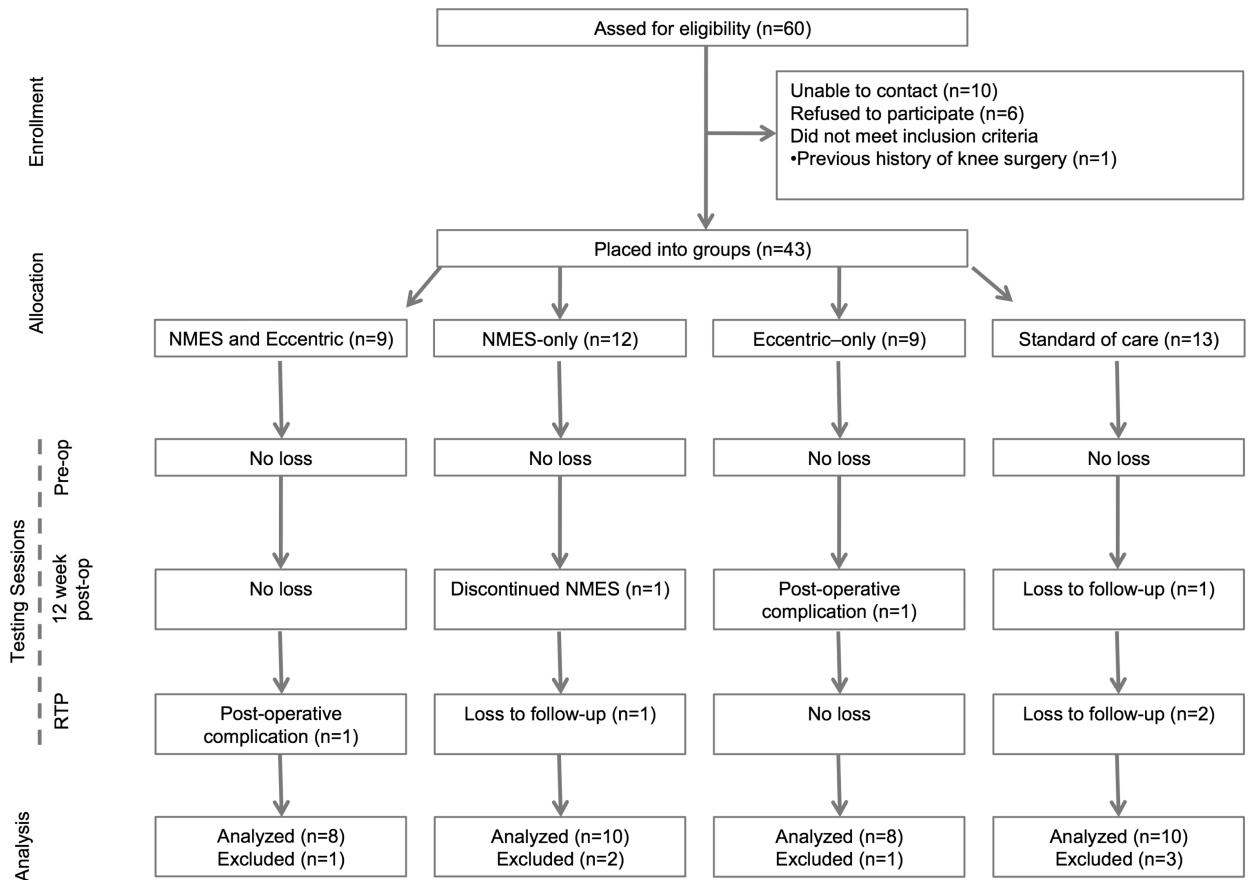 Assed for eligibility (n=60)
Enrollment
Unable to contact (n=10)
Refused to participate (n=6)
Did not meet inclusion criteria
•Previous history of knee surgery (n=1)
Placed into groups (n=43)
Allocation
NMES and Eccentric (n=9)
NMES-only (n=12)
Eccentric–only (n=9)
Standard of care (n=13)
Testing Sessions
Pre-op
No loss
No loss
No loss
No loss
12 week
post-op
No loss
Discontinued NMES (n=1)
Post-operative
complication (n=1)
Loss to follow-up (n=1)
RTP
Post-operative
complication (n=1)
Loss to follow-up (n=1)
No loss
Loss to follow-up (n=2)
Analysis
Analyzed (n=8)
Excluded (n=1)
Analyzed (n=10)
Excluded (n=2)
Analyzed (n=8)
Excluded (n=1)
Analyzed (n=10)
Excluded (n=3)